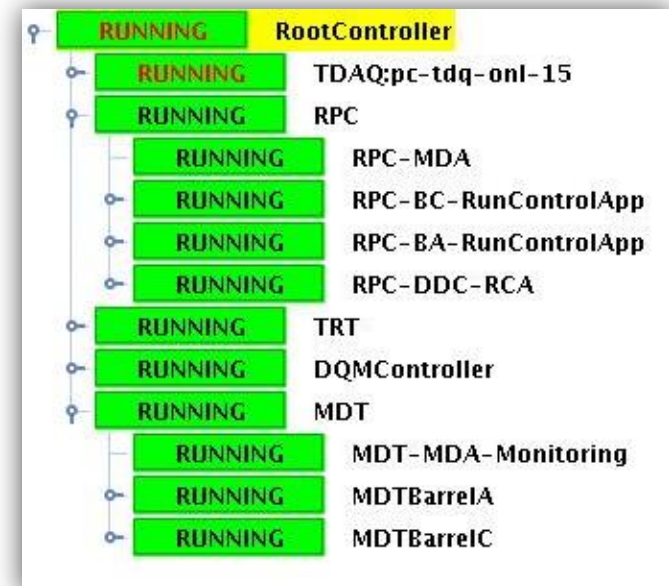 RUNNING RootController
RUNNING TDAQ:pc-tdq-onl-15
RUNNING RPC
RUNNING RPC-MDA
RUNNING RPC-BC-RunControlApp
RUNNING RPC-BA-RunControlApp
RUNNING RPC-DDC-RCA
RUNNING TRT
RUNNING DQMController
RUNNING MDT
RUNNING MDT-MDA-Monitoring
RUNNING MDTBarrelA
RUNNING MDTBarrelC